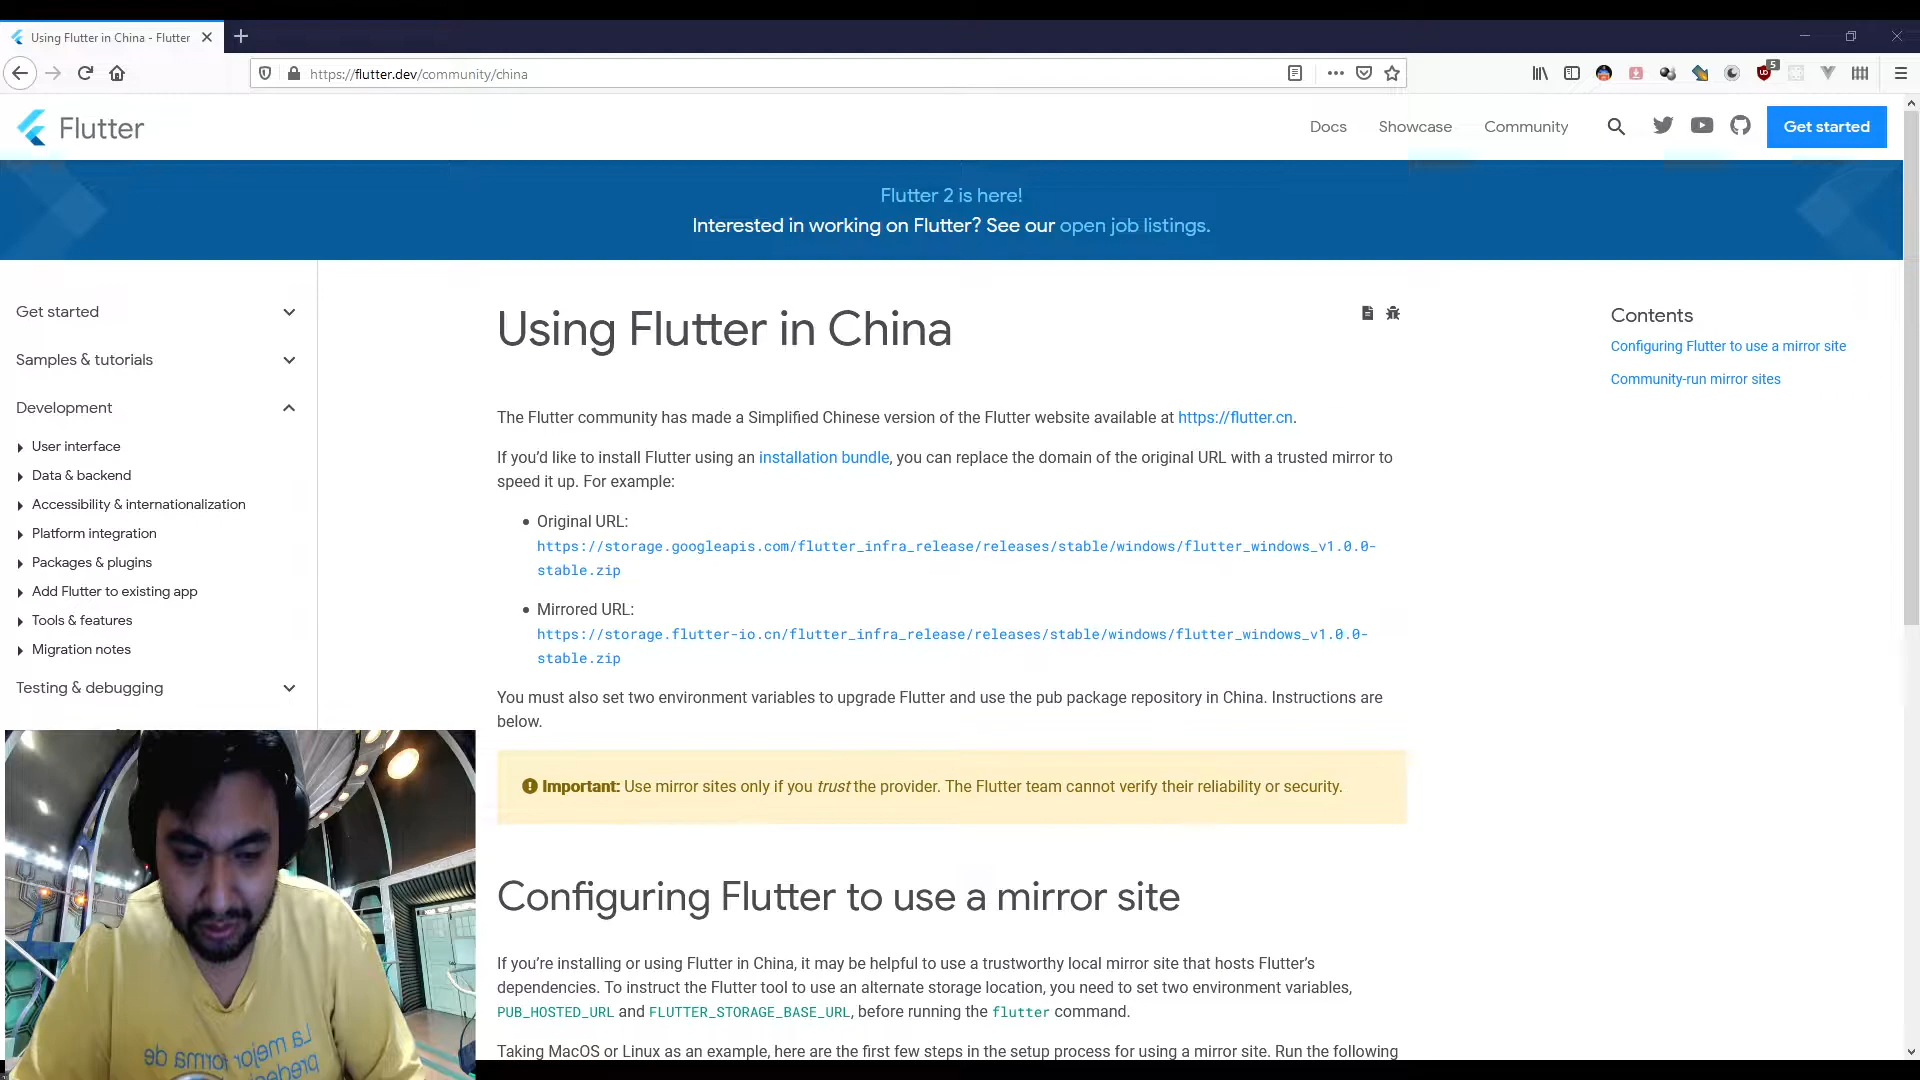 Using Flutter in China - Flutter
https://flutter.dev/community/china
5
Flutter
Docs
Showcase
Community
Get started
Flutter 2 is here!
Interested in working on Flutter? See our open job listings.
Get started
Samples & tutorials
Development
User interface
Data & backend
Accessibility & internationalization
Platform integration
Packages & plugins
Add Flutter to existing app
Tools & features
Migration notes
Testing & debugging
Using Flutter in China
The Flutter community has made a Simplified Chinese version of the Flutter website available at https://flutter.cn.
If you’d like to install Flutter using an installation bundle, you can replace the domain of the original URL with a trusted mirror to
speed it up. For example:
Original URL:
https://storage.googleapis.com/flutter_infra_release/releases/stable/windows/flutter_windows_v1.0.0-
stable.zip
Mirrored URL:
https://storage.flutter-io.cn/flutter_infra_release/releases/stable/windows/flutter_windows_v1.0.0-
stable.zip
You must also set two environment variables to upgrade Flutter and use the pub package repository in China. Instructions are
below.
Important: Use mirror sites only if you trust the provider. The Flutter team cannot verify their reliability or security.
Configuring Flutter to use a mirror site
If you’re installing or using Flutter in China, it may be helpful to use a trustworthy local mirror site that hosts Flutter’s
dependencies. To instruct the Flutter tool to use an alternate storage location, you need to set two environment variables,
PUB_HOSTED_URL and FLUTTER_STORAGE_BASE_URL, before running the flutter command.
Taking MacOS or Linux as an example, here are the first few steps in the setup process for using a mirror site. Run the following
Contents
Configuring Flutter to use a mirror site
Community-run mirror sites
La mejor forma de